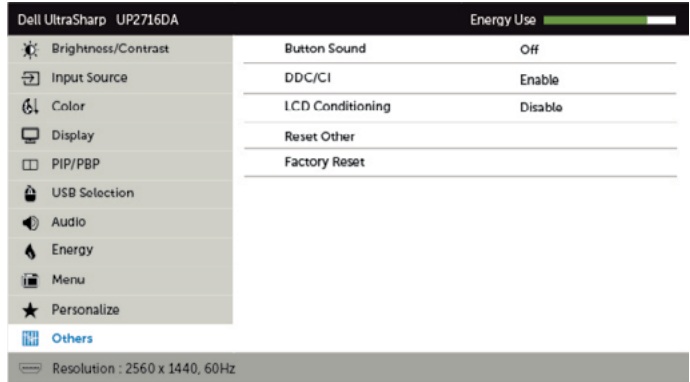 Dell UltraSharp UP2716DA
Energy Use
Brightness/Contrast
Button Sound Off
Input Source
DDC/CI Enable
Color
LCD Conditioning Disable
Display
Reset Other
PIP/PBP
Factory Reset
USB Selection
Audio
Energy
Menu
Personalize
Others
Resolution : 2560 x 1440, 60Hz